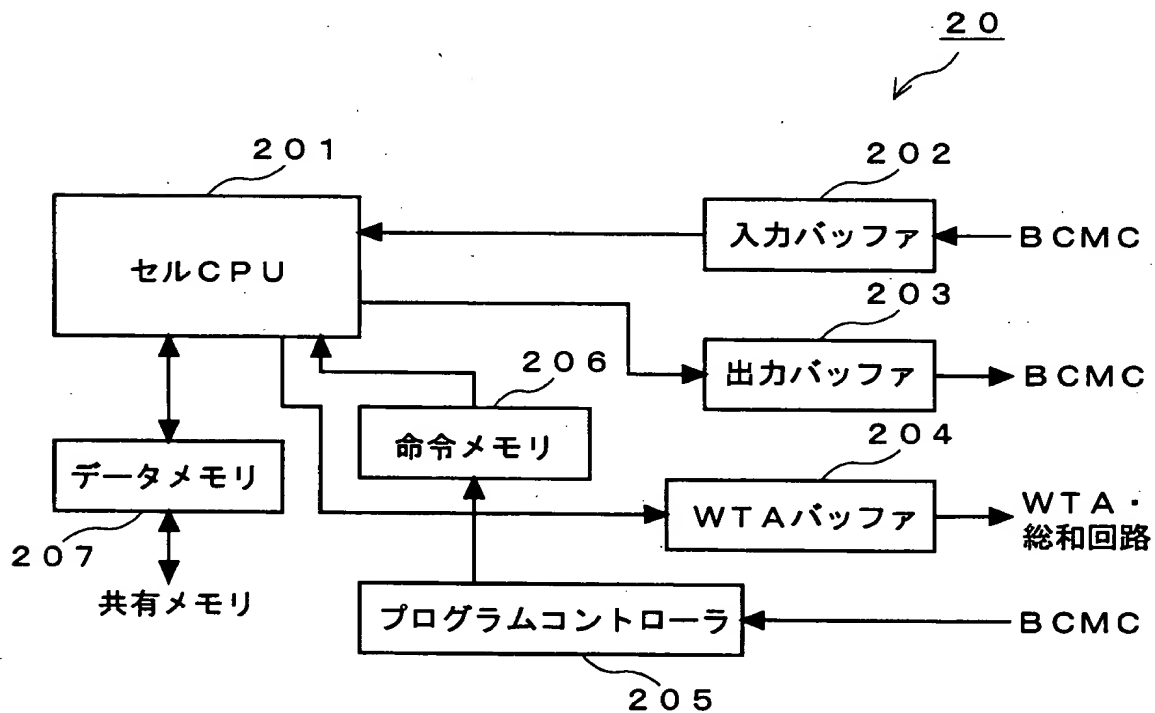 ２０
２０１
２０２
セルＣＰＵ
入力バッファ
ＢＣＭＣ
２０３
出力バッファ
ＢＣＭＣ
２０６
命令メモリ
２０４
データメモリ
ＷＴＡバッファ
ＷＴＡ・
総和回路
２０７
共有メモリ
プログラムコントローラ
ＢＣＭＣ
２０５